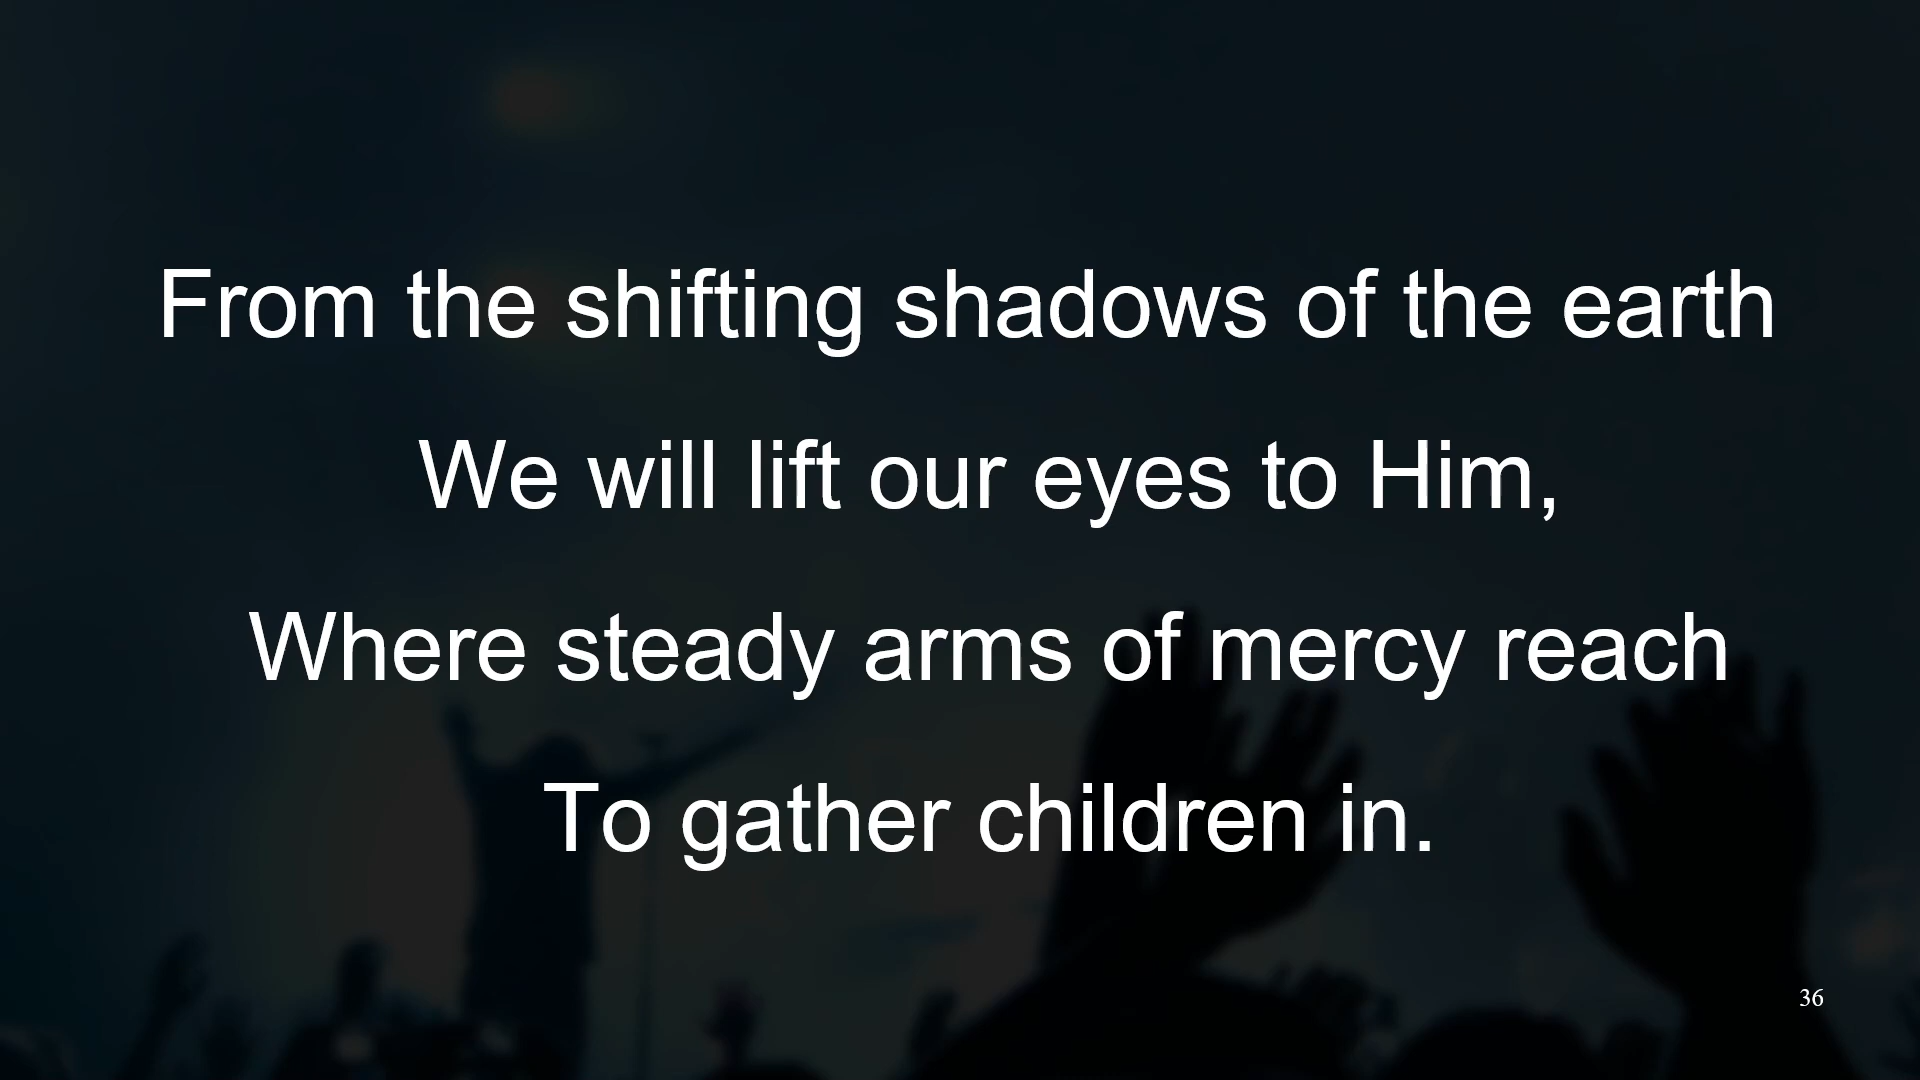 From the shifting shadows of the earth
We will lift our eyes to Him,
Where steady arms of mercy reach
To gather children in.
36